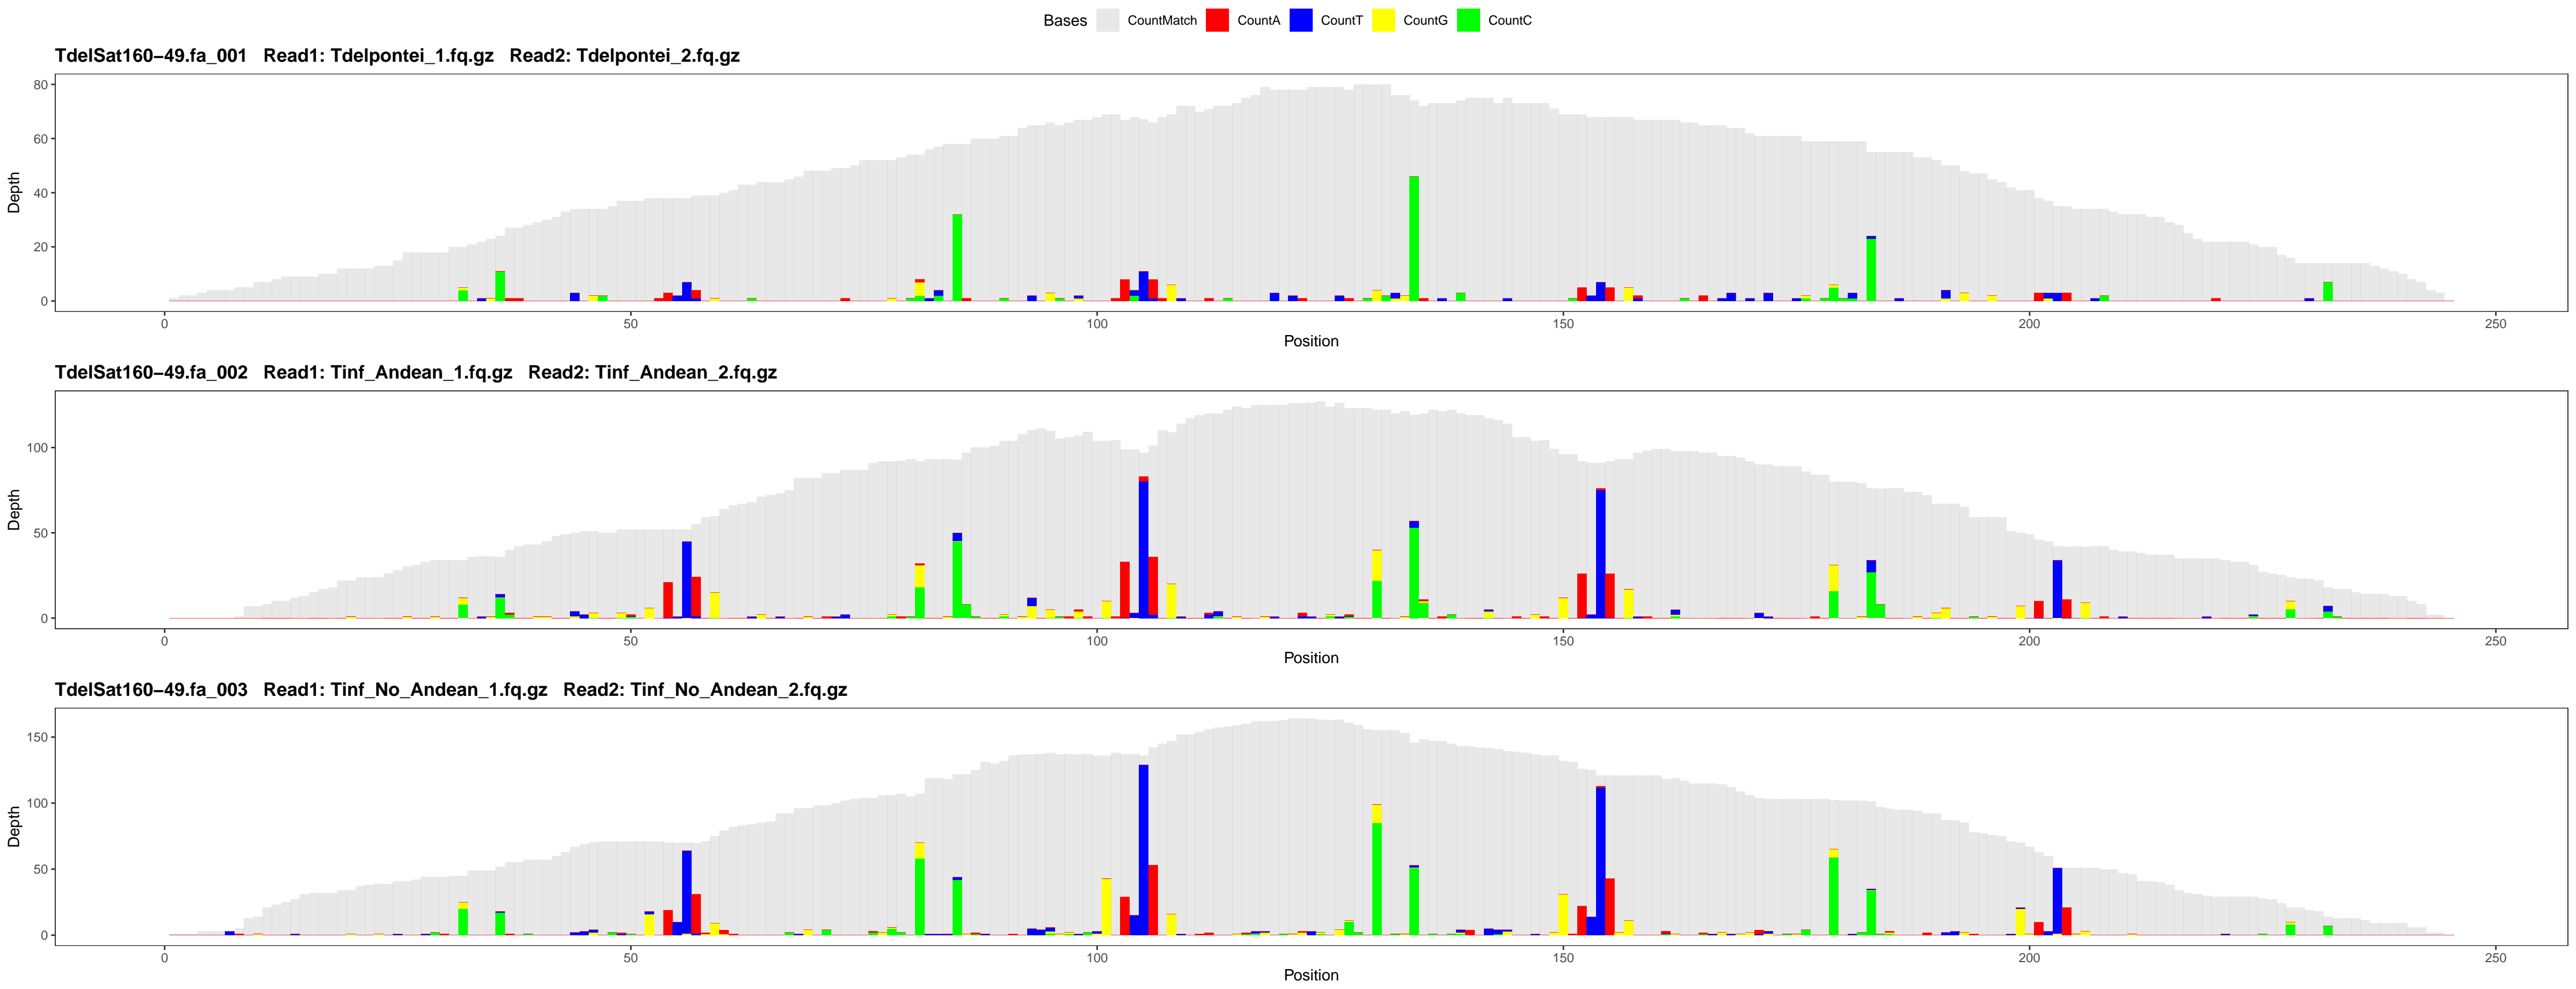 Bases CountMatch CountA CountT CountG CountC
TdelSat160−49.fa_001 Read1: Tdelpontei_1.fq.gz Read2: Tdelpontei_2.fq.gz
80
60
40
20
0
Depth
0 50 100 150 200 250
Position
TdelSat160−49.fa_002 Read1: Tinf_Andean_1.fq.gz Read2: Tinf_Andean_2.fq.gz
100
50
0
Depth
0 50 100 150 200 250
Position
TdelSat160−49.fa_003 Read1: Tinf_No_Andean_1.fq.gz Read2: Tinf_No_Andean_2.fq.gz
150
100
50
0
Depth
0 50 100 150 200 250
Position